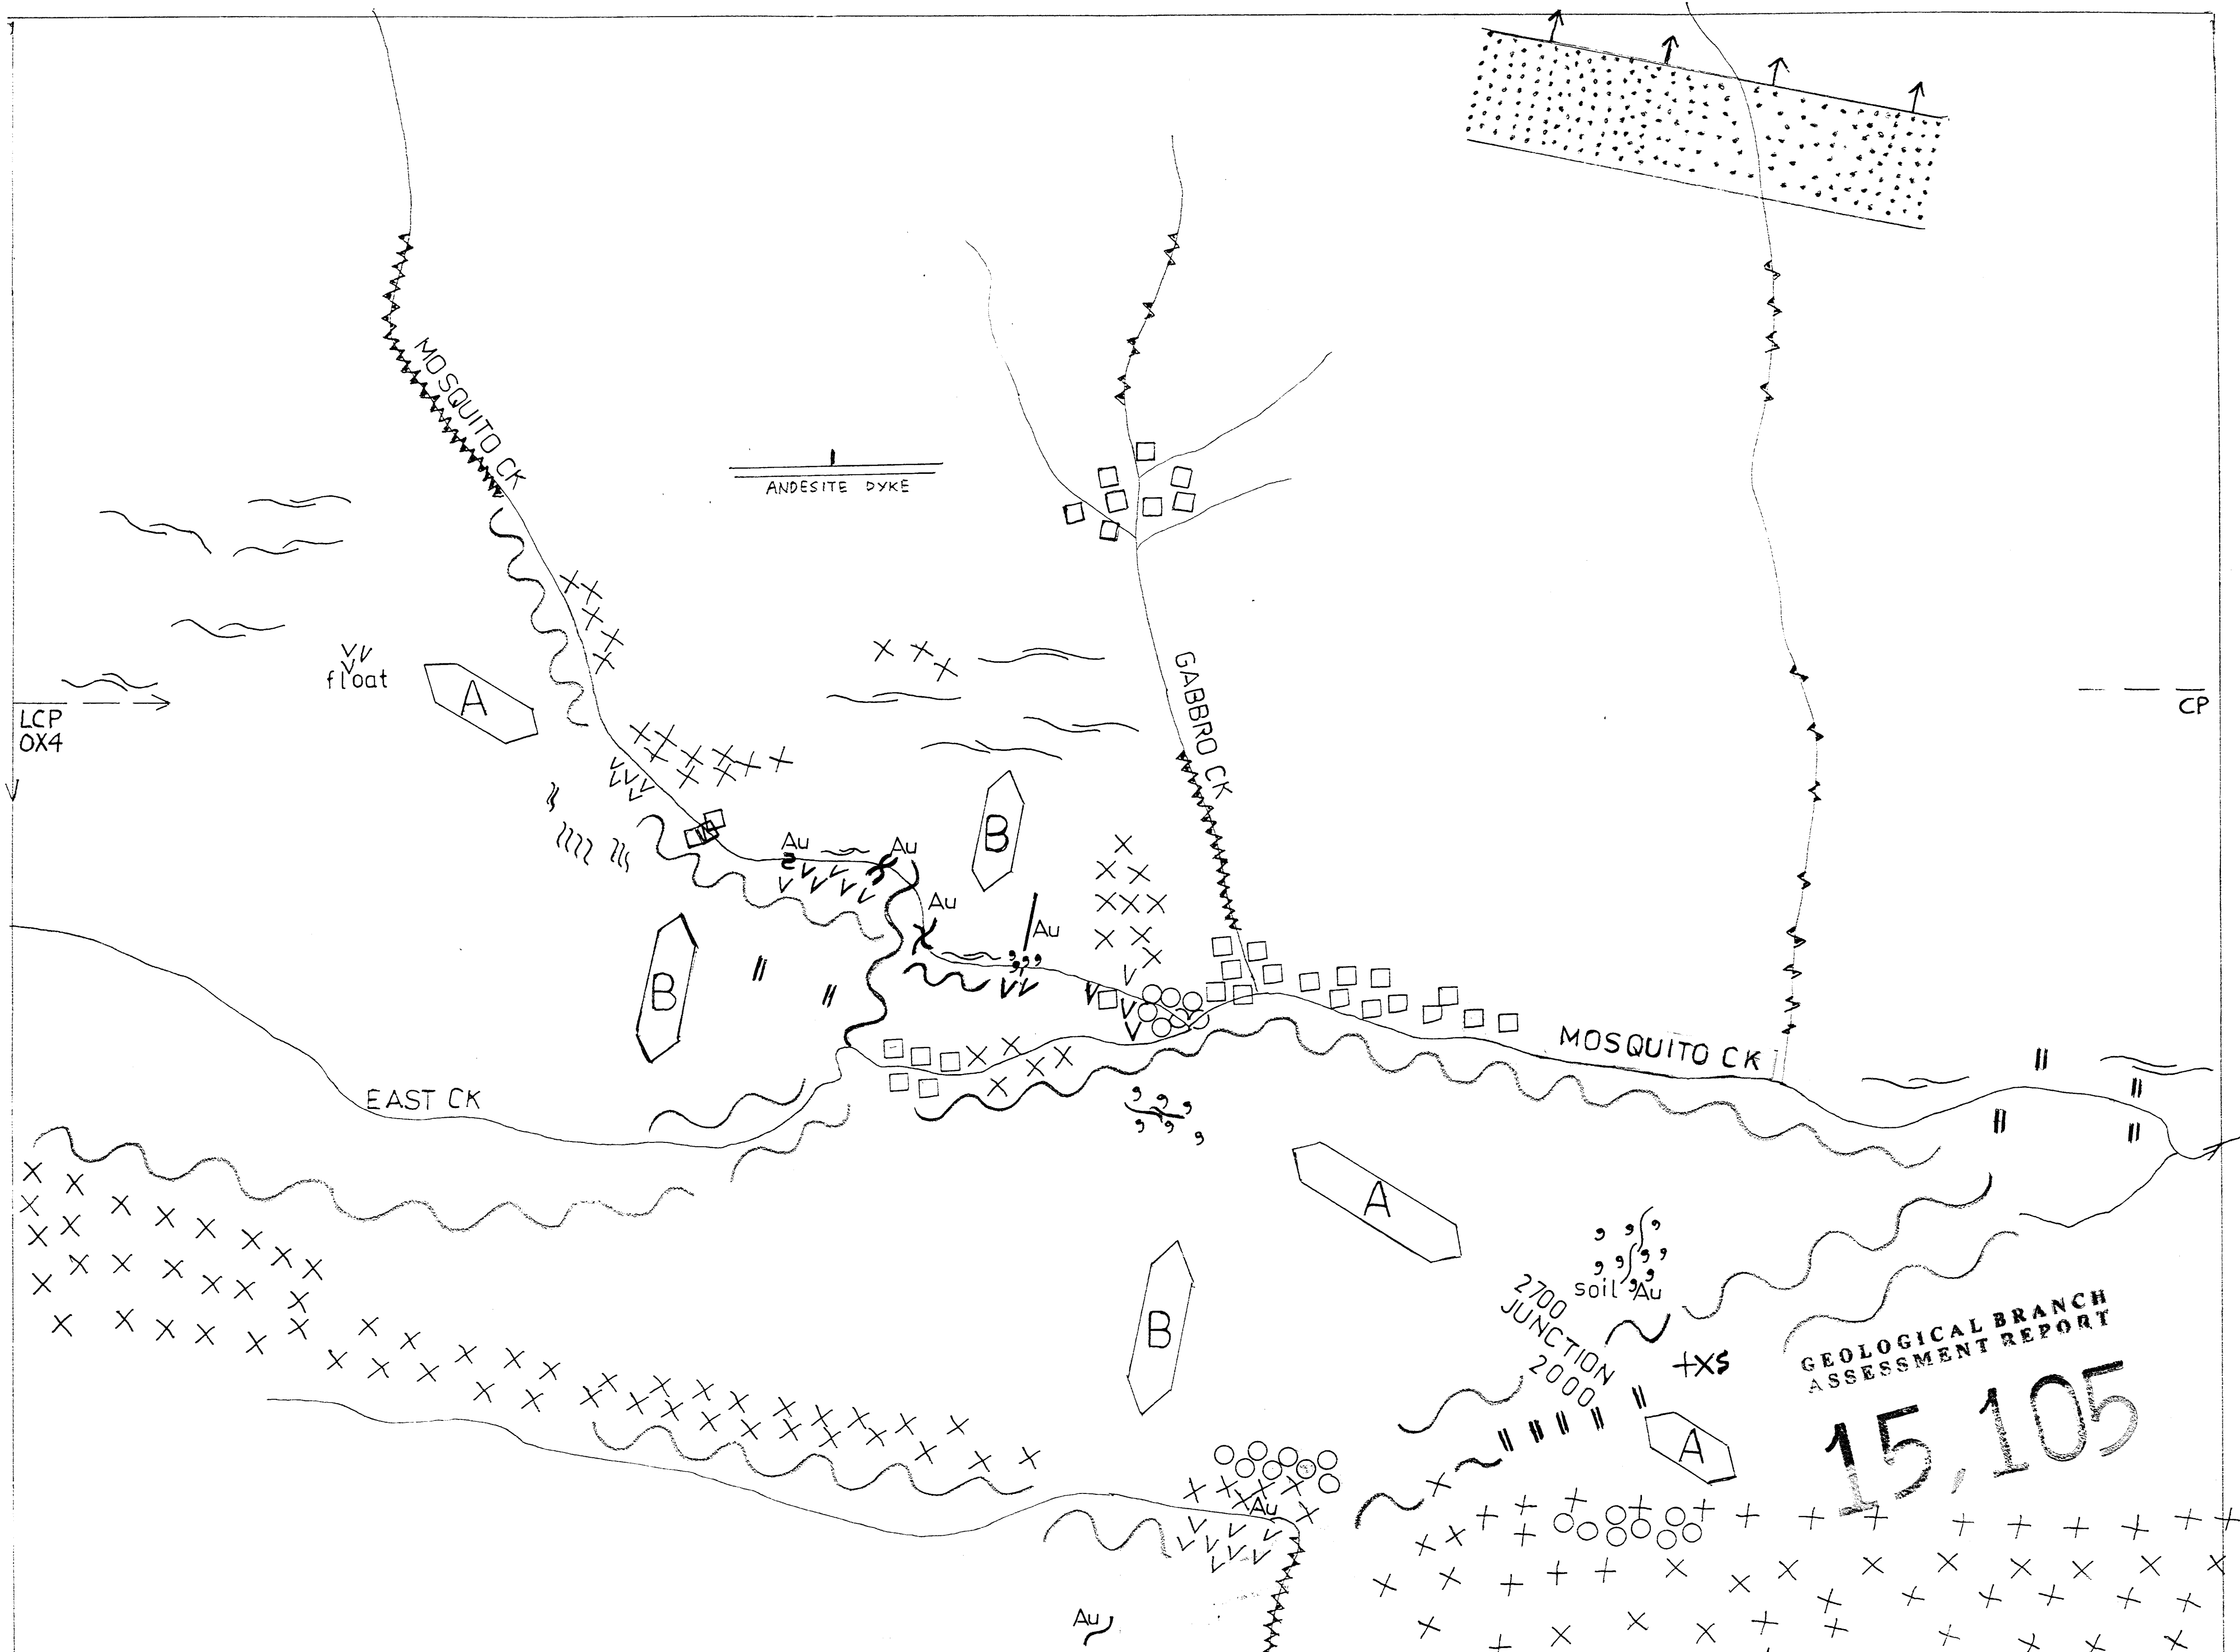 MOSQUITO CK
ANDESITE DYKE
float
A
LCP
OX4
GABBRO CK
CP
B
Au
Au
Au
Au
B
MOSQUITO CK
EAST CK
A
B
soil Au
2700
JUNCTION
2000
+XS
A
GEOLOGICAL BRANCH
ASSESSMENT REPORT
15,105
Au
Au